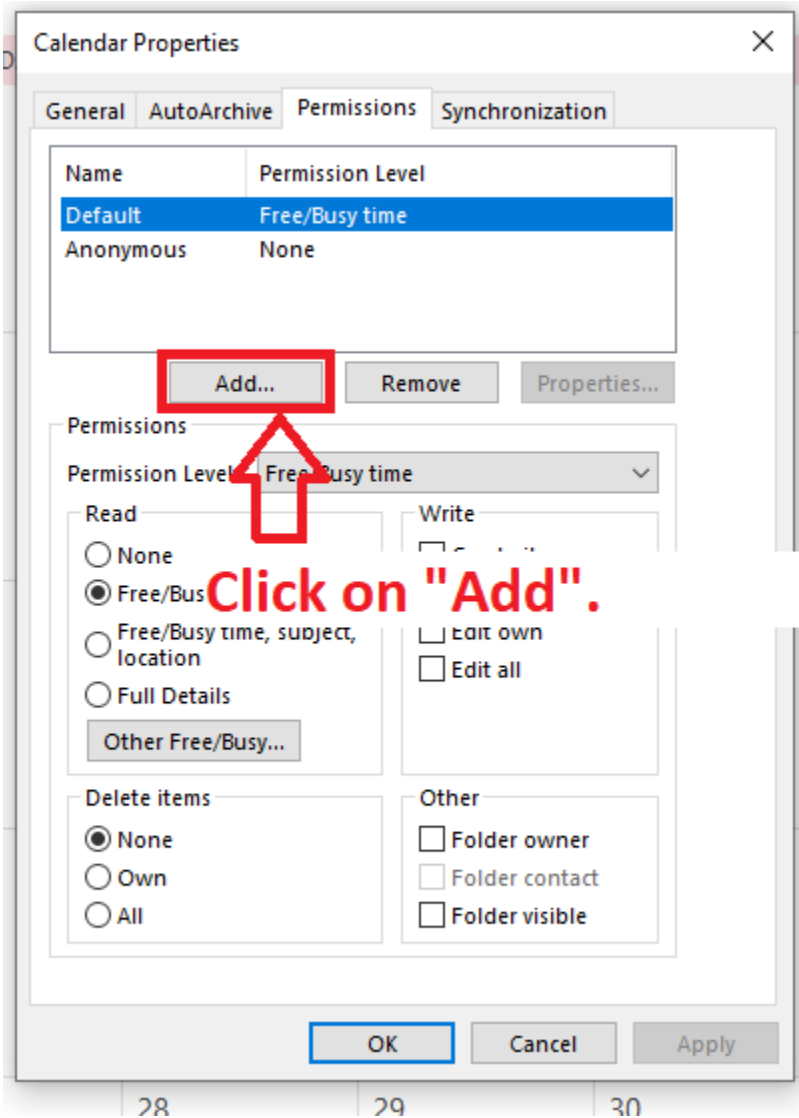 Calendar Properties
General AutoArchive Permissions Synchronization
Name Permission Level
Default Free/Busy time
Anonymous None
Add... Remove Properties...
Permissions
Permission Level Free/Busy time
Read
None
Free/Bus
Free/Busy time, subject,
location
Full Details
Other Free/Busy...
Write
Click on "Add".
Edit own
Edit all
Delete items
None
Own
All
Other
Folder owner
Folder contact
Folder visible
OK Cancel Apply
28 29 30